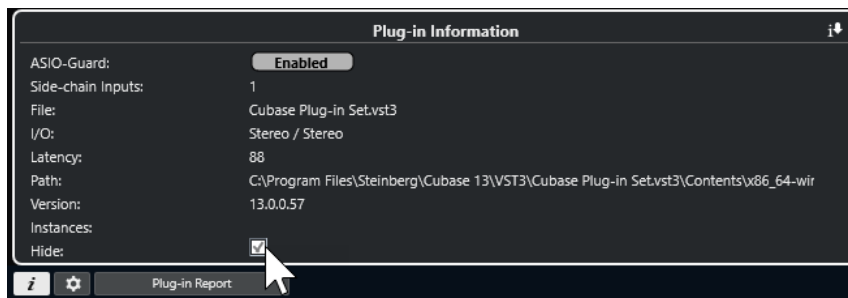 Plug-in Information
ASIO-Guard: Enabled
Side-chain Inputs: 1
File: Cubase Plug-in Set.vst3
I/O: Stereo / Stereo
Latency: 88
Path: C:\Program Files\Steinberg\Cubase 13\VST3\Cubase Plug-in Set.vst3\Contents\x86_64-wir
Version: 13.0.0.57
Instances:
Hide:
i Plug-in Report